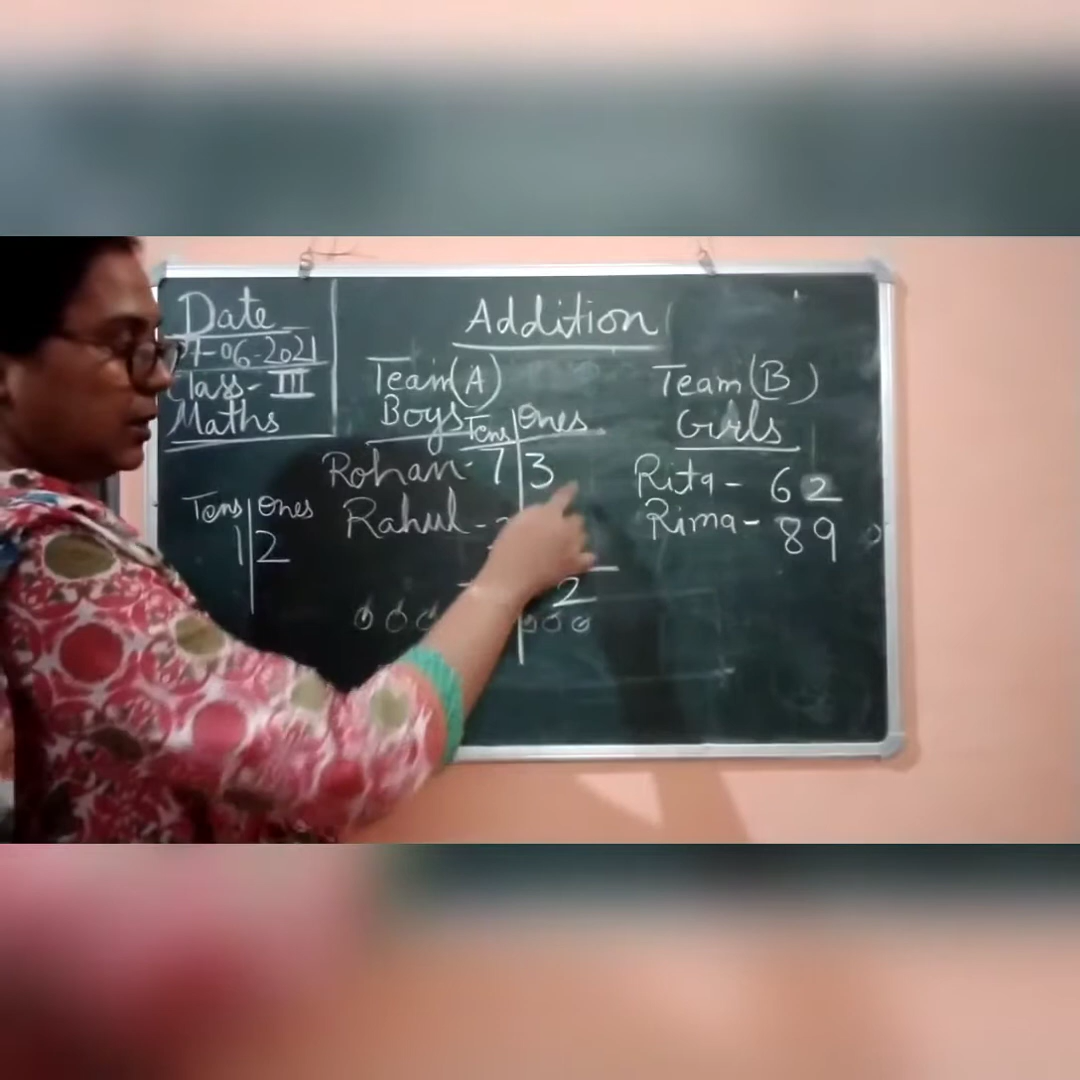 Date
-06-2021
Class- III
Maths
Tens | Ones
1 | 2
Addition
Team (A)
Boys
Tens | Ones
Rohan - 7 | 3
Rahul -
2
Team (B)
Girls
Rita - 62
Rima - 89